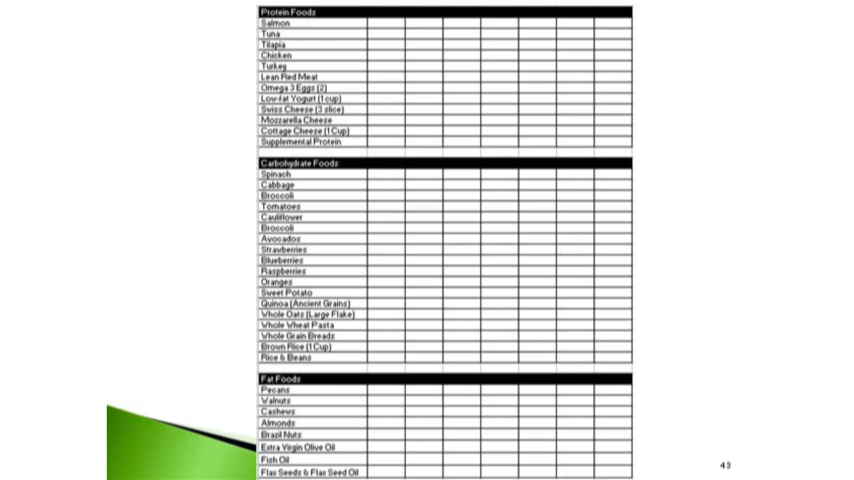 Protein Foods
Salmon
Tuna
Tilapia
Chicken
Turkey
Lean Red Meat
Omega 3 Eggs (2)
Low-fat Yogurt (1 cup)
Swiss Cheese (3 slice)
Mozzarella Cheese
Cottage Cheese (1 Cup)
Supplemental Protein
Carbohydrate Foods
Spinach
Cabbage
Broccoli
Tomatoes
Cauliflower
Broccoli
Avocados
Strawberries
Blueberries
Raspberries
Oranges
Sweet Potato
Quinoa (Ancient Grains)
Whole Oats (Large Flake)
Whole Wheat Pasta
Whole Grain Breads
Brown Rice (1 Cup)
Rice & Beans
Fat Foods
Pecans
Walnuts
Cashews
Almonds
Brazil Nuts
Extra Virgin Olive Oil
Fish Oil
Flax Seeds & Flax Seed Oil
43